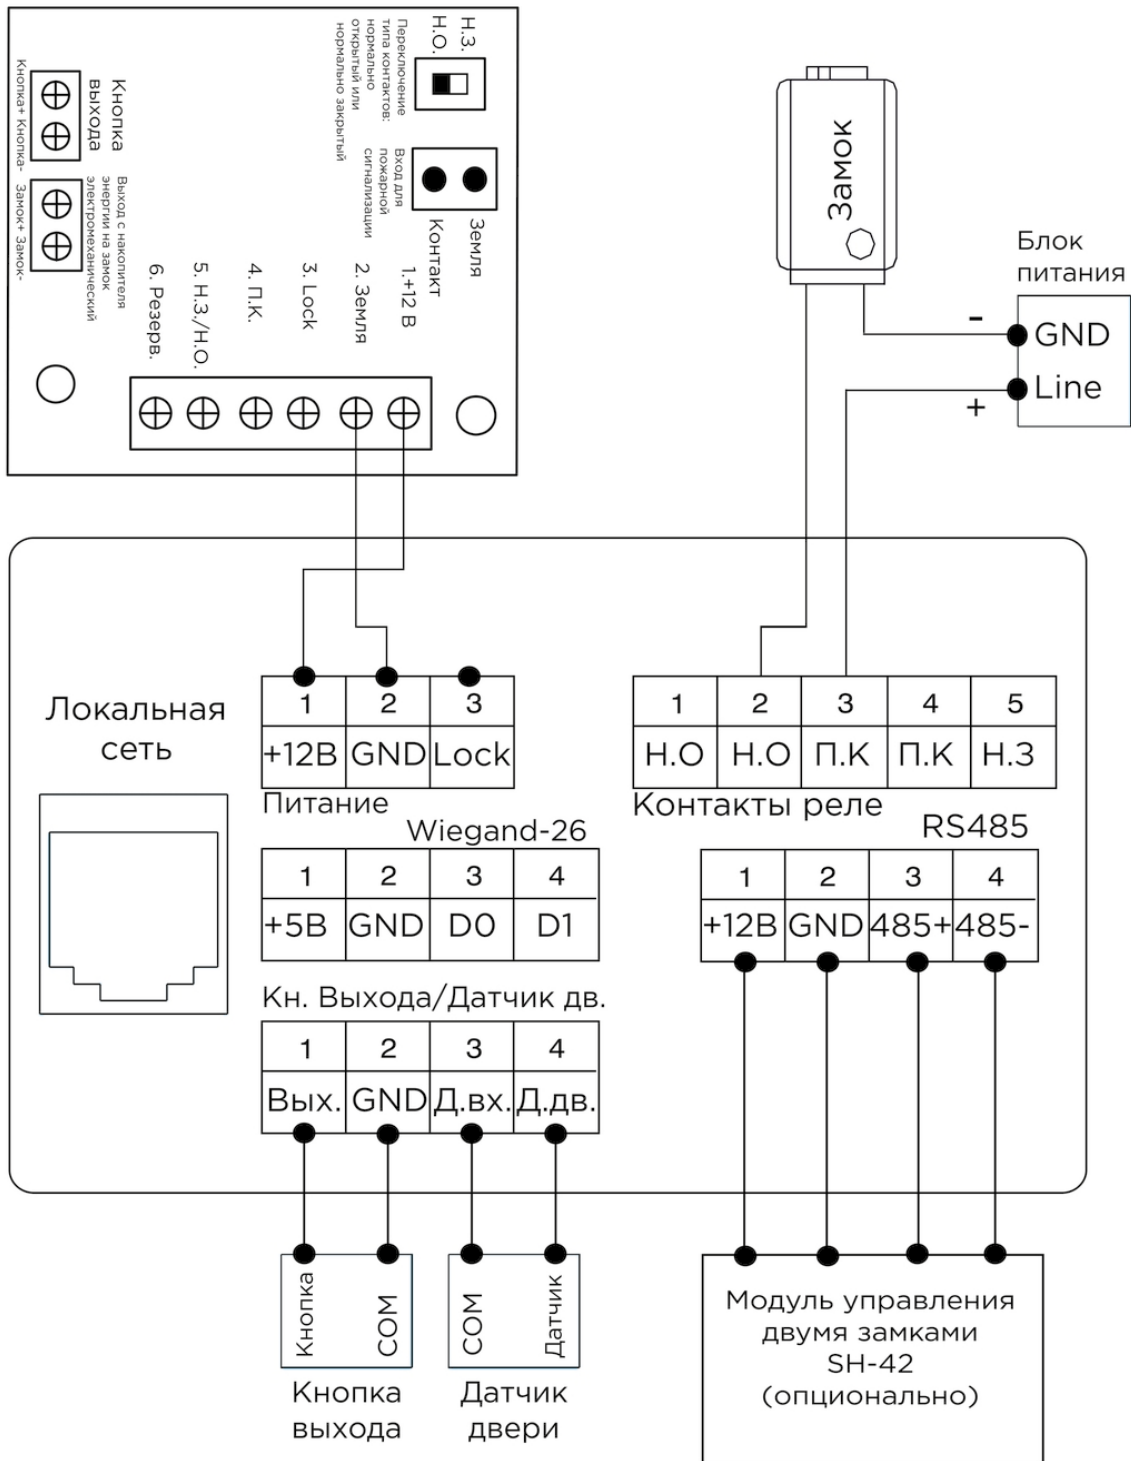 Н.З.
Н.О.
Переключение
типа контактов:
нормально
открытый или
нормально закрытый
Кнопка
выхода
Кнопка+ Кнопка-
Вход для
пожарной
сигнализации
Земля
Контакт
Выход с накопителя
энергии на замок
электромеханический
Замок+ Замок-
6. Резерв.
5. Н.З./Н.О.
4. П.К.
3. Lock
2. Земля
1.+12 В
Замок
Блок
питания
-
GND
Line
+
Локальная
сеть
1 2 3
+12В GND Lock
Питание
1 2 3 4 5
Н.О Н.О П.К П.К Н.З
Контакты реле
Wiegand-26
1 2 3 4
+5В GND D0 D1
RS485
1 2 3 4
+12В GND 485+ 485-
Кн. Выхода/Датчик дв.
1 2 3 4
Вых. GND Д.вх. Д.дв.
Кнопка
COM
COM
Датчик
Кнопка
выхода
Датчик
двери
Модуль управления
двумя замками
SH-42
(опционально)